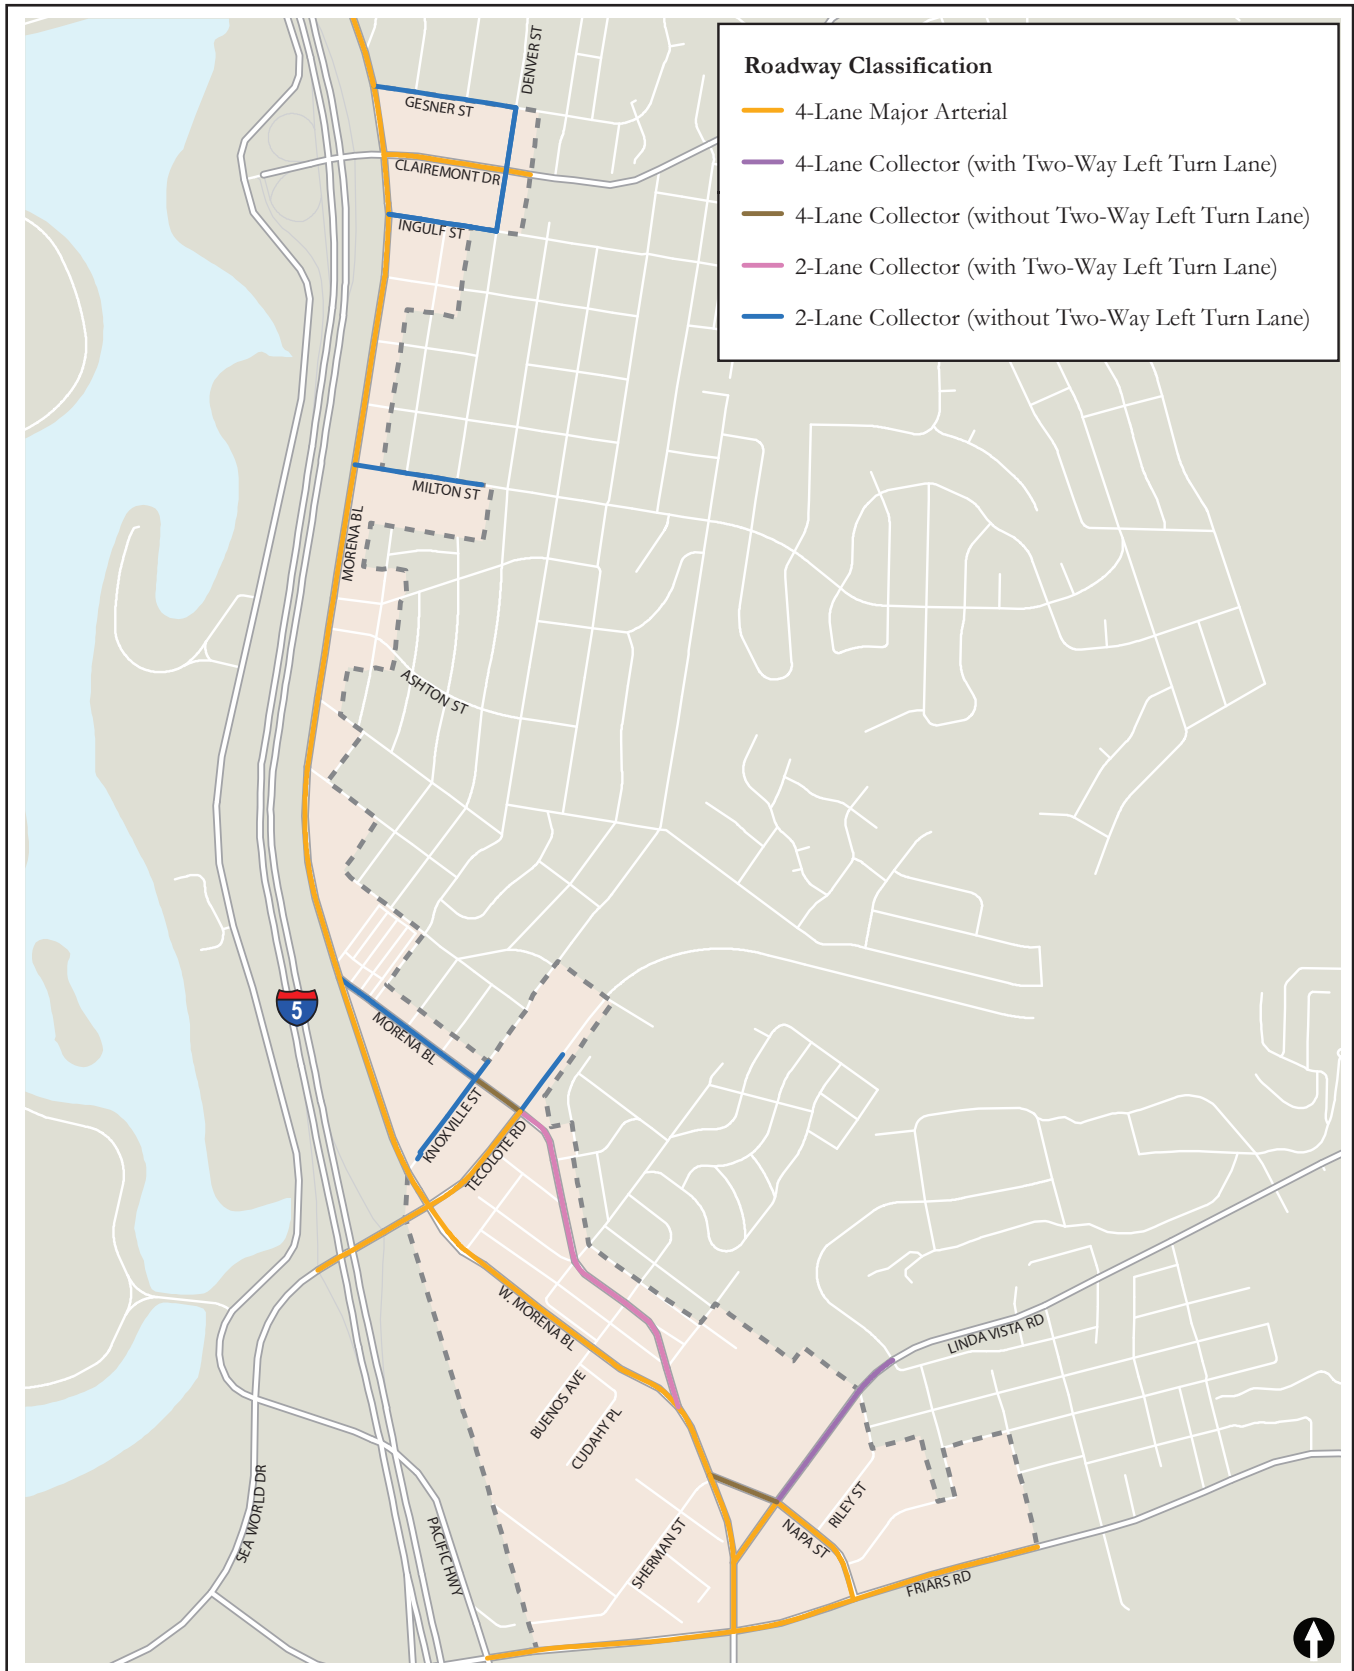 Roadway Classification
4-Lane Major Arterial
4-Lane Collector (with Two-Way Left Turn Lane)
4-Lane Collector (without Two-Way Left Turn Lane)
2-Lane Collector (with Two-Way Left Turn Lane)
2-Lane Collector (without Two-Way Left Turn Lane)
DENVER ST
GESNER ST
CLAIREMONT DR
INGULF ST
MILTON ST
MORENA BL
ASHTON ST
5
MORENA BL
KNOXVILLE ST
TECOLOTE RD
W. MORENA BL
LINDA VISTA RD
BUENOS AVE
CUDAHY PL
SEA WORLD DR
PACIFIC HWY
SHERMAN ST
NAPA ST
RILEY ST
FRIARS RD